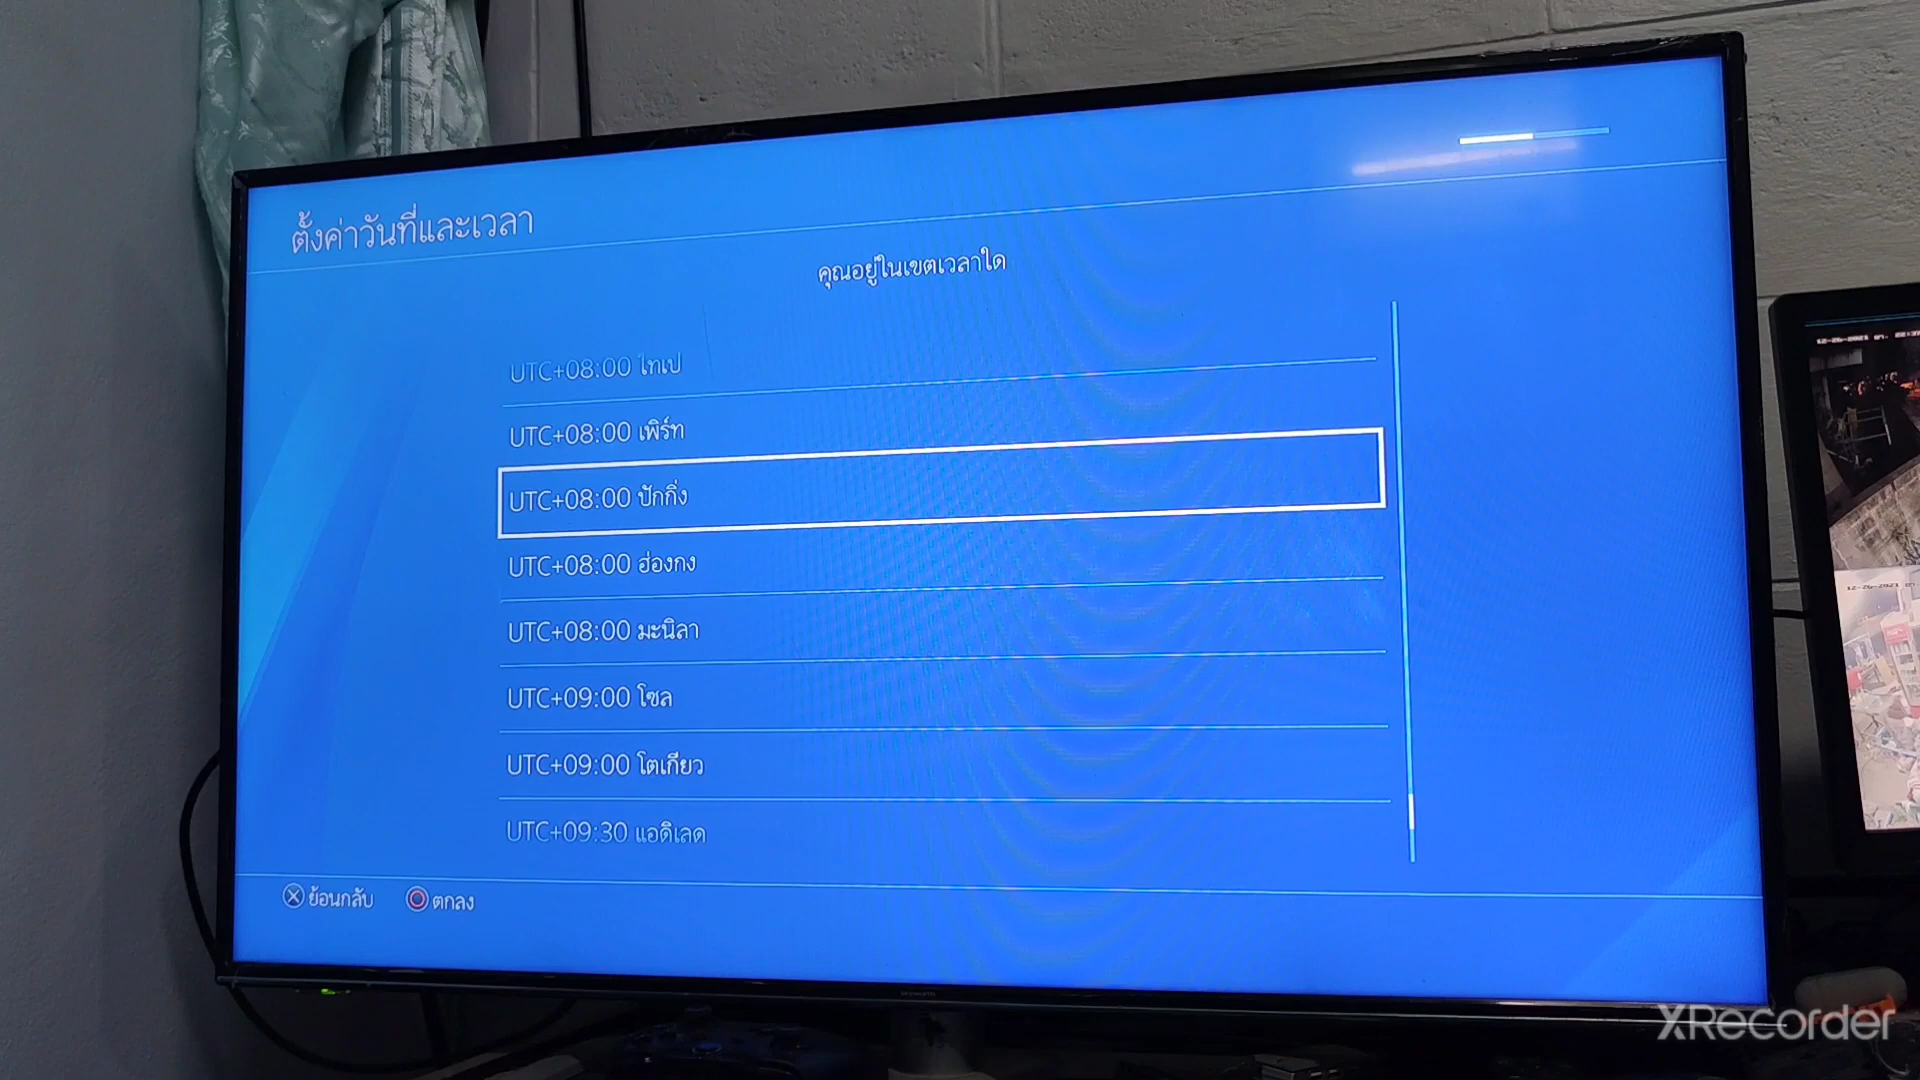 ตั้งค่าวันที่และเวลา
คุณอยู่ในเขตเวลาใด
UTC+08:00 ไทเป
UTC+08:00 เพิร์ท
UTC+08:00 ปักกิ่ง
UTC+08:00 ฮ่องกง
UTC+08:00 มะนิลา
UTC+09:00 โซล
UTC+09:00 โตเกียว
UTC+09:30 แอดิเลด
ย้อนกลับ
ตกลง
12-26-2021
XRecorder